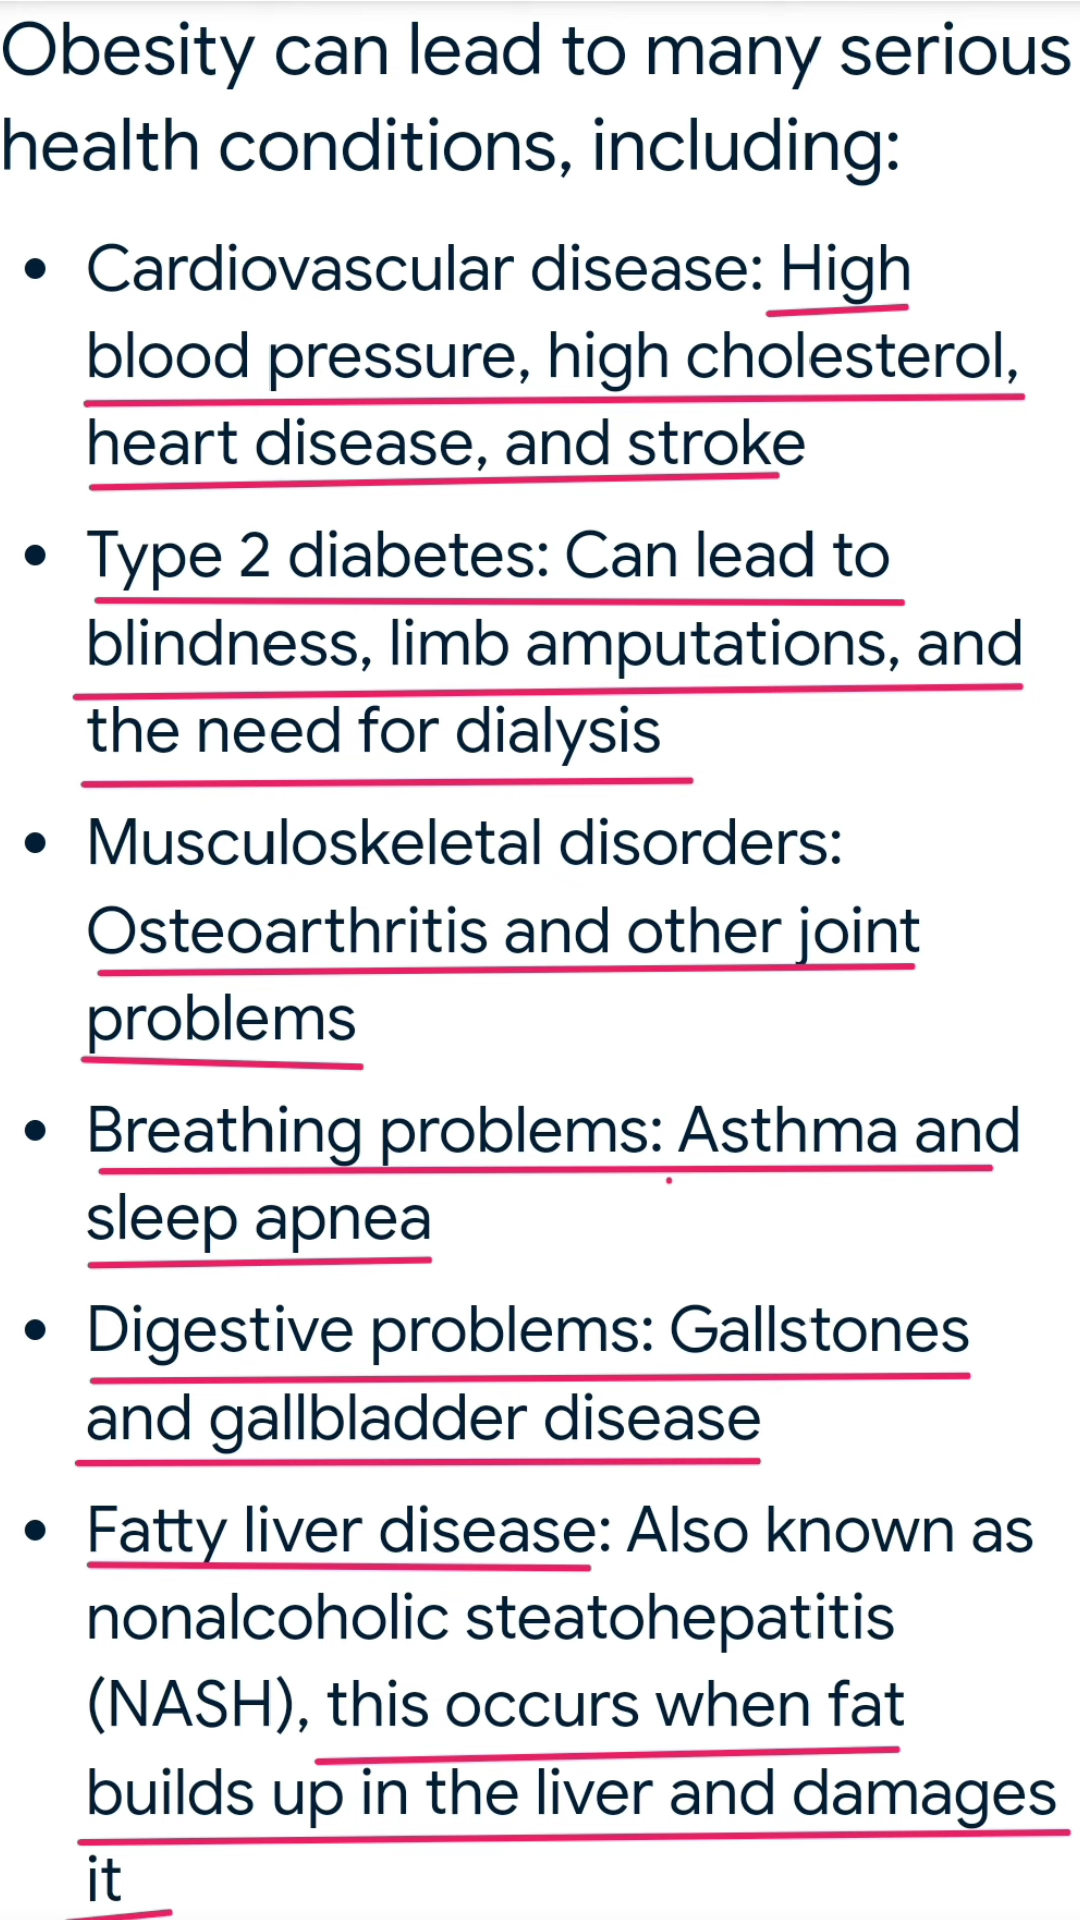 Obesity can lead to many serious
health conditions, including:
• Cardiovascular disease: High
blood pressure, high cholesterol,
heart disease, and stroke
• Type 2 diabetes: Can lead to
blindness, limb amputations, and
the need for dialysis
• Musculoskeletal disorders:
Osteoarthritis and other joint
problems
• Breathing problems: Asthma and
sleep apnea
• Digestive problems: Gallstones
and gallbladder disease
• Fatty liver disease: Also known as
nonalcoholic steatohepatitis
(NASH), this occurs when fat
builds up in the liver and damages
it